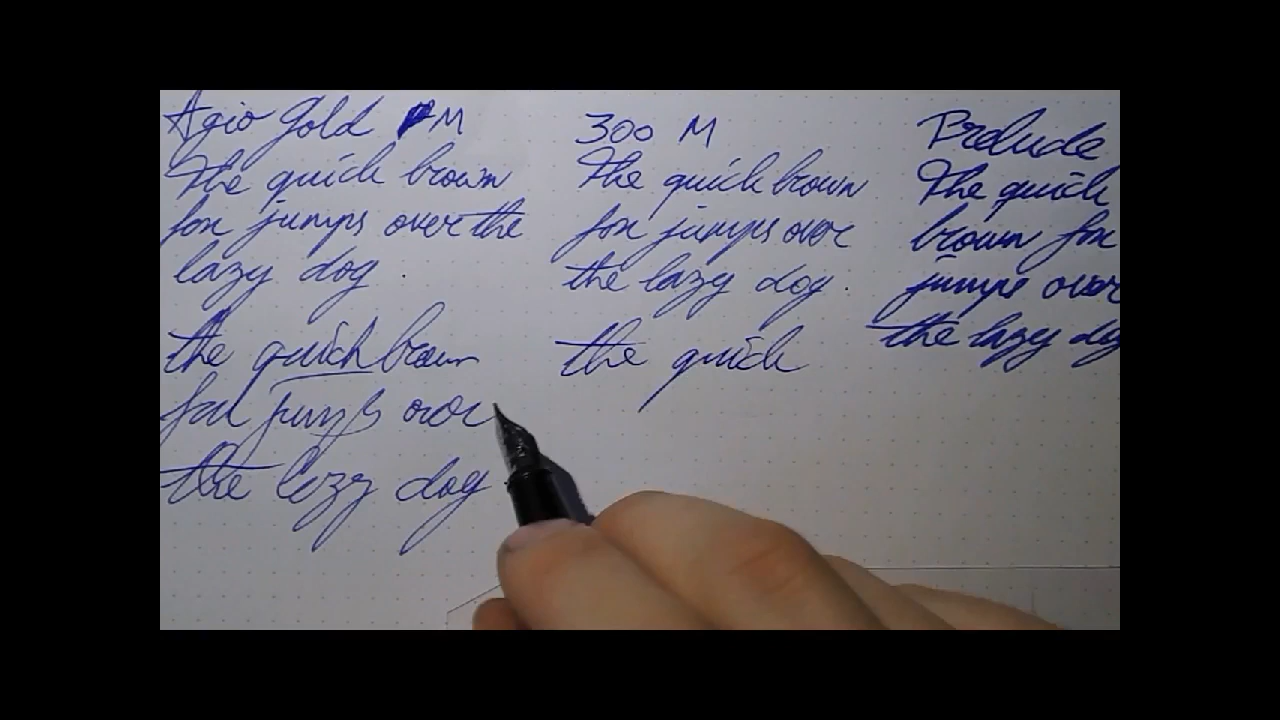 Agio Gold M
The quick brown
fox jumps over the
lazy dog .
the quick brown
fox jumps over
the lazy dog
300 M
The quick brown
fox jumps over
the lazy dog .
the quick
Prelude
The quick
brown fox
jumps over
the lazy dog